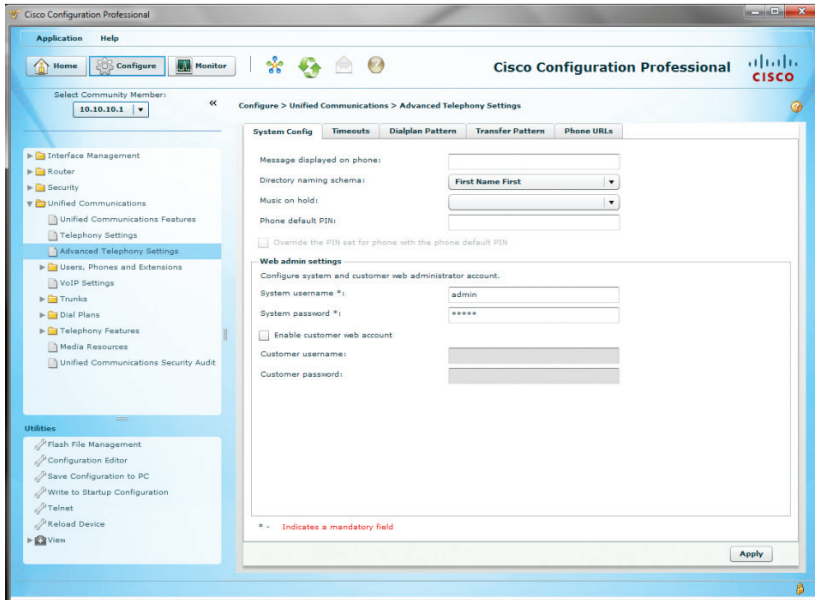 Cisco Configuration Professional
Application Help
Home Configure Monitor
Cisco Configuration Professional
CISCO
Select Community Member:
10.10.10.1
«
Configure > Unified Communications > Advanced Telephony Settings
System Config Timeouts Dialplan Pattern Transfer Pattern Phone URLs
Interface Management
Router
Security
Unified Communications
Unified Communications Features
Telephony Settings
Advanced Telephony Settings
Users, Phones and Extensions
VoIP Settings
Trunks
Dial Plans
Telephony Features
Media Resources
Unified Communications Security Audit
Utilities
Flash File Management
Configuration Editor
Save Configuration to PC
Write to Startup Configuration
Telnet
Reload Device
View
Message displayed on phone:
Directory naming schema: First Name First
Music on hold:
Phone default PIN:
Override the PIN set for phone with the phone default PIN
Web admin settings
Configure system and customer web administrator account.
System username *: admin
System password *: *****
Enable customer web account
Customer username:
Customer password:
* - Indicates a mandatory field
Apply